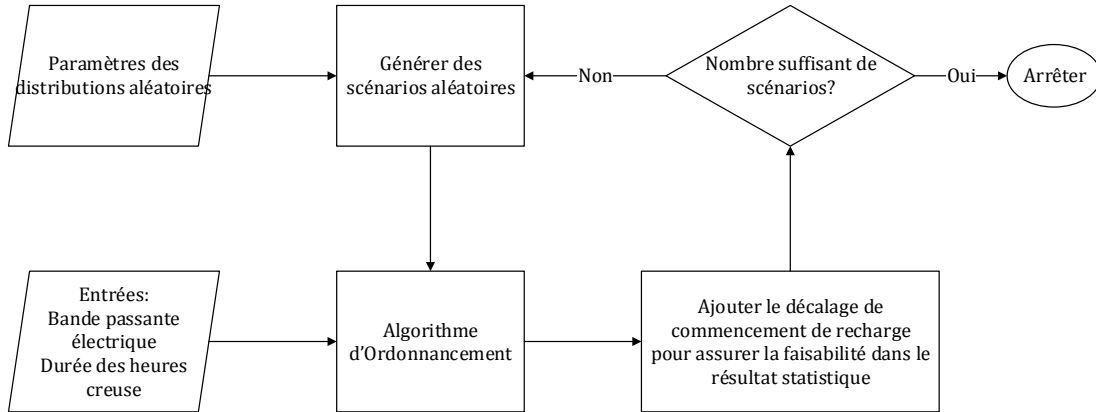 Paramètres des
distributions aléatoires
Générer des
scénarios aléatoires
Non
Nombre suffisant de
scénarios?
Oui
Arrêter
Entrées:
Bande passante
électrique
Durée des heures
creuse
Algorithme
d'Ordonnancement
Ajouter le décalage de
commencement de recharge
pour assurer la faisabilité dans le
résultat statistique